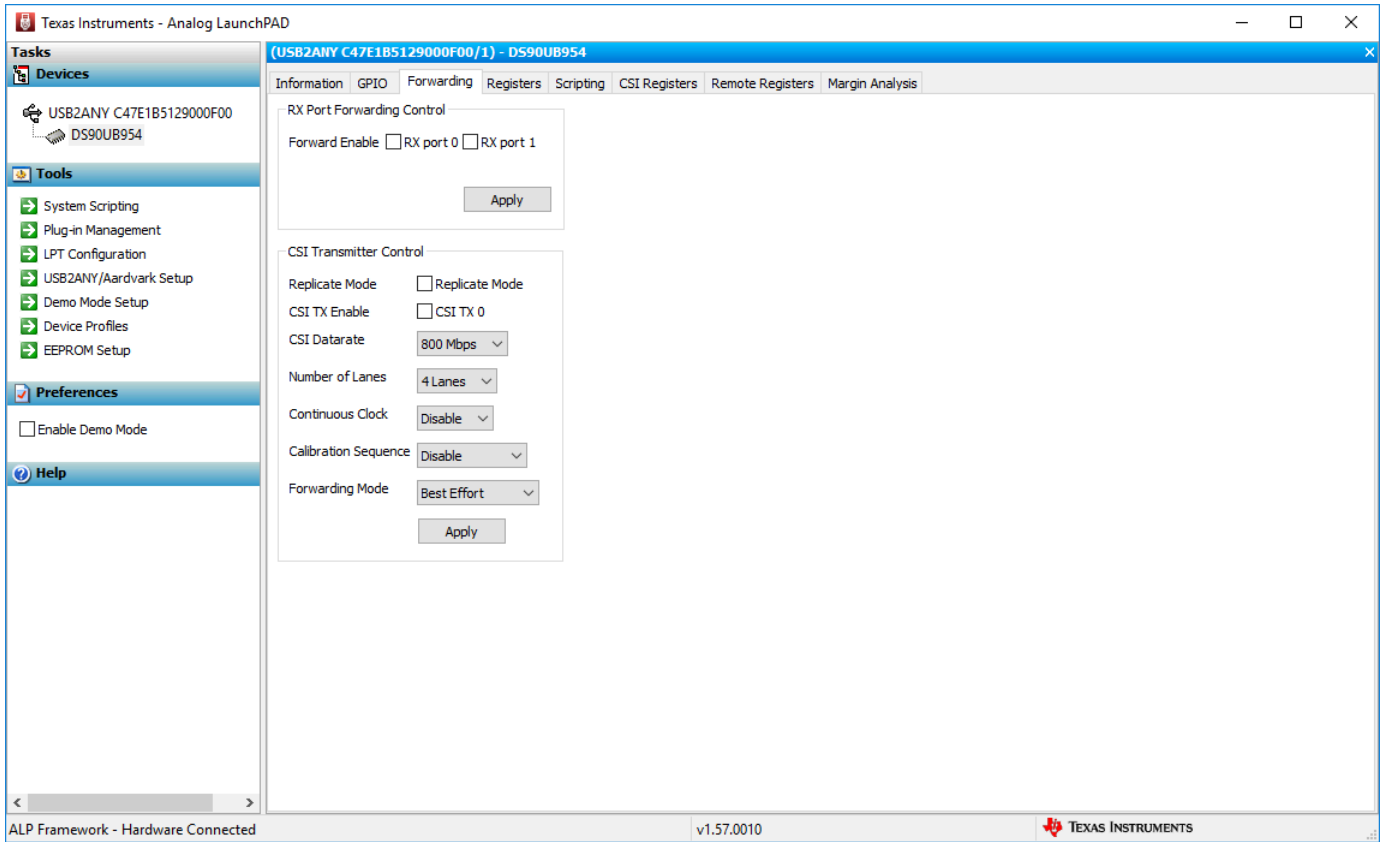 Texas Instruments - Analog LaunchPAD
Tasks
Devices
USB2ANY C47E1B5129000F00
DS90UB954
Tools
System Scripting
Plug-in Management
LPT Configuration
USB2ANY/Aardvark Setup
Demo Mode Setup
Device Profiles
EEPROM Setup
Preferences
Enable Demo Mode
Help
(USB2ANY C47E1B5129000F00/1) - DS90UB954
Information GPIO Forwarding Registers Scripting CSI Registers Remote Registers Margin Analysis
RX Port Forwarding Control
Forward Enable RX port 0 RX port 1
Apply
CSI Transmitter Control
Replicate Mode Replicate Mode
CSI TX Enable CSI TX 0
CSI Datarate 800 Mbps
Number of Lanes 4 Lanes
Continuous Clock Disable
Calibration Sequence Disable
Forwarding Mode Best Effort
Apply
ALP Framework - Hardware Connected v1.57.0010 TEXAS INSTRUMENTS